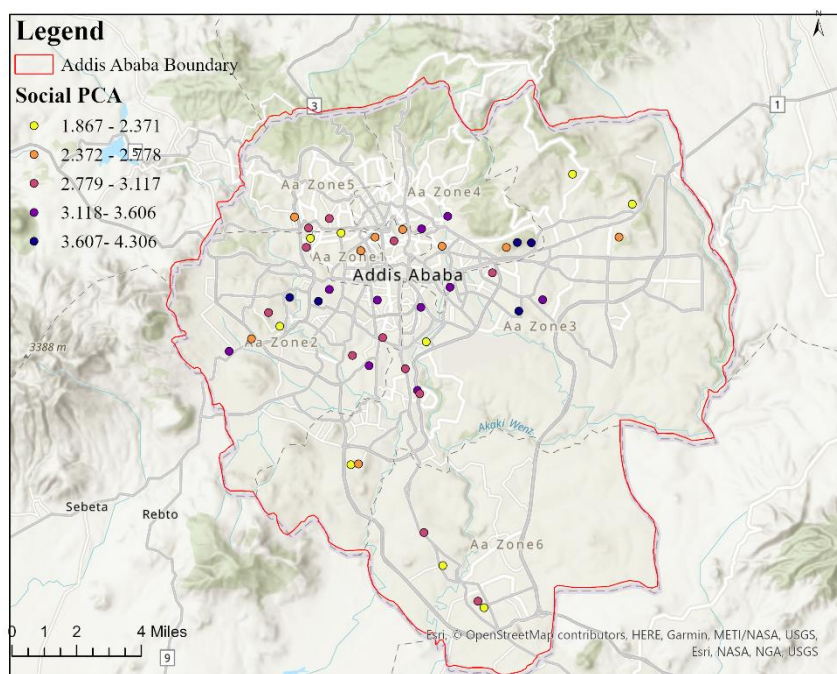 N
Legend
Addis Ababa Boundary
Social PCA
1.867 - 2.371
2.372 - 2.778
2.779 - 3.117
3.118- 3.606
3.607- 4.306
3
1
5
Aa Zone5
Aa Zone4
Aa Zone1
Addis Ababa
Aa Zone3
Aa Zone2
3388 m
Akaki Wenz
Sebeta
Rebto
Aa Zone6
0 2 4 Miles
9
Esri, © OpenStreetMap contributors, HERE, Garmin, METI/NASA, USGS,
Esri, NASA, NGA, USGS